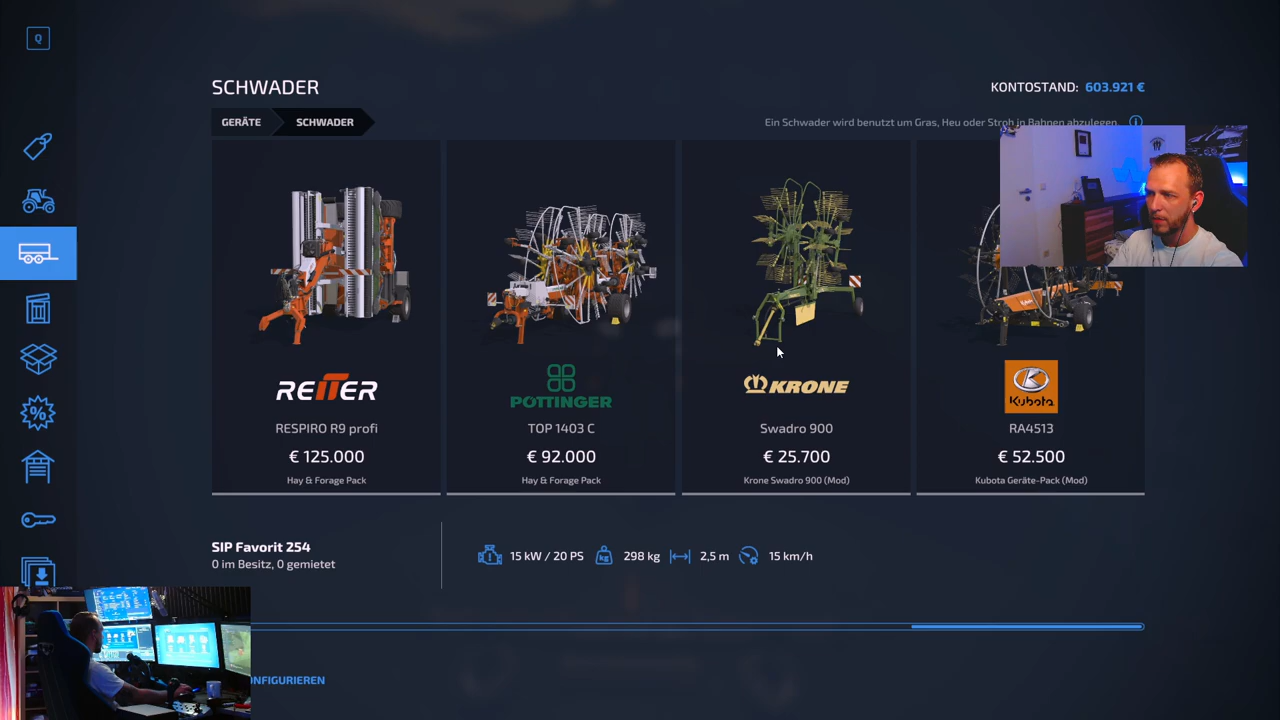 Q
SCHWADER
KONTOSTAND: 603.921 €
GERÄTE
SCHWADER
Ein Schwader wird benutzt um Gras, Heu oder Stroh in Bahnen abzulegen.
REITER
RESPIRO R9 profi
€ 125.000
Hay & Forage Pack
PÖTTINGER
TOP 1403 C
€ 92.000
Hay & Forage Pack
KRONE
Swadro 900
€ 25.700
Krone Swadro 900 (Mod)
Kubota
RA4513
€ 52.500
Kubota Geräte-Pack (Mod)
SIP Favorit 254
0 im Besitz, 0 gemietet
15 kW / 20 PS
298 kg
2,5 m
15 km/h
ONFIGURIEREN